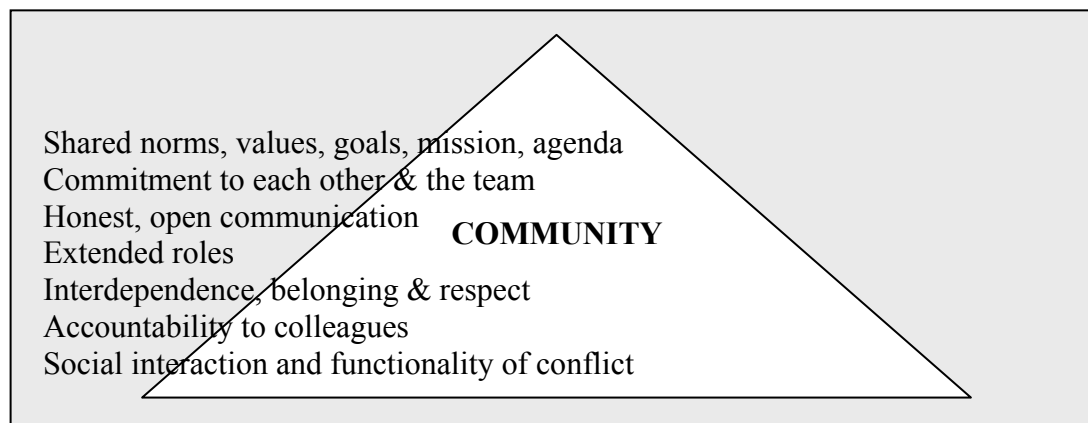 Shared norms, values, goals, mission, agenda
Commitment to each other & the team
Honest, open communication
COMMUNITY
Extended roles
Interdependence, belonging & respect
Accountability to colleagues
Social interaction and functionality of conflict